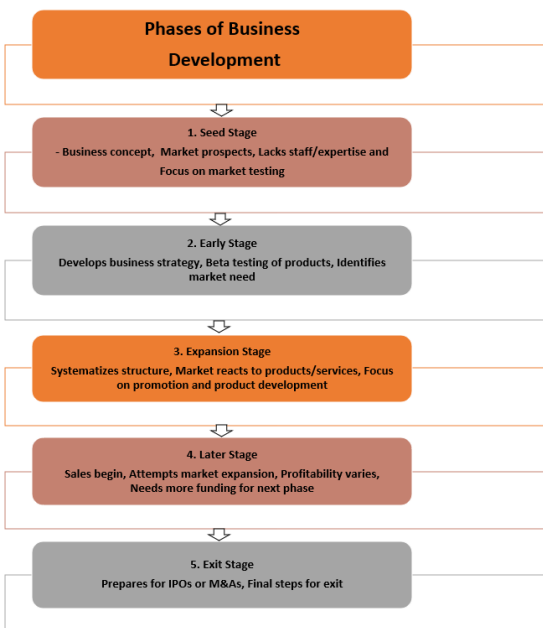 Phases of Business
Development
1. Seed Stage
- Business concept, Market prospects, Lacks staff/expertise and
Focus on market testing
2. Early Stage
Develops business strategy, Beta testing of products, Identifies
market need
3. Expansion Stage
Systematizes structure, Market reacts to products/services, Focus
on promotion and product development
4. Later Stage
Sales begin, Attempts market expansion, Profitability varies,
Needs more funding for next phase
5. Exit Stage
Prepares for IPOs or M&As, Final steps for exit